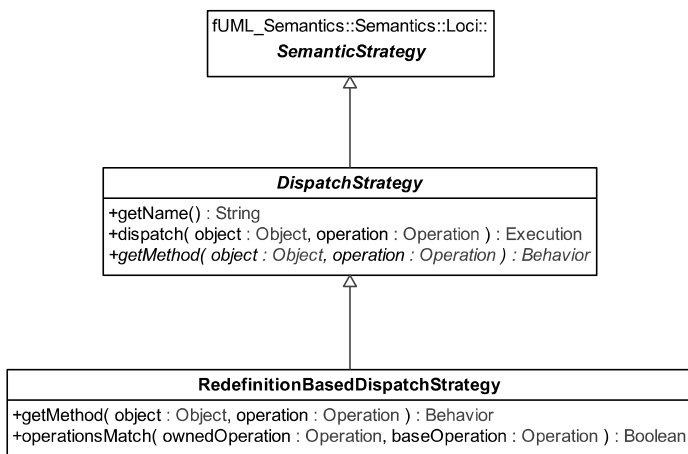 fUML_Semantics::Semantics::Loci::
SemanticStrategy
DispatchStrategy
+getName() : String
+dispatch( object : Object, operation : Operation ) : Execution
+getMethod( object : Object, operation : Operation ) : Behavior
RedefinitionBasedDispatchStrategy
+getMethod( object : Object, operation : Operation ) : Behavior
+operationsMatch( ownedOperation : Operation, baseOperation : Operation ) : Boolean